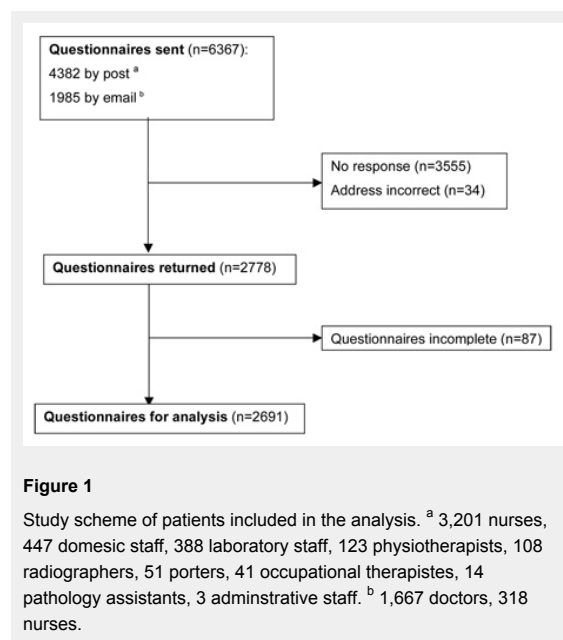 Questionnaires sent (n=6367):
4382 by post a
1985 by email b
No response (n=3555)
Address incorrect (n=34)
Questionnaires returned (n=2778)
Questionnaires incomplete (n=87)
Questionnaires for analysis (n=2691)
Figure 1
Study scheme of patients included in the analysis. a 3,201 nurses,
447 domesic staff, 388 laboratory staff, 123 physiotherapists, 108
radiographers, 51 porters, 41 occupational therapistes, 14
pathology assistants, 3 adminstrative staff. b 1,667 doctors, 318
nurses.